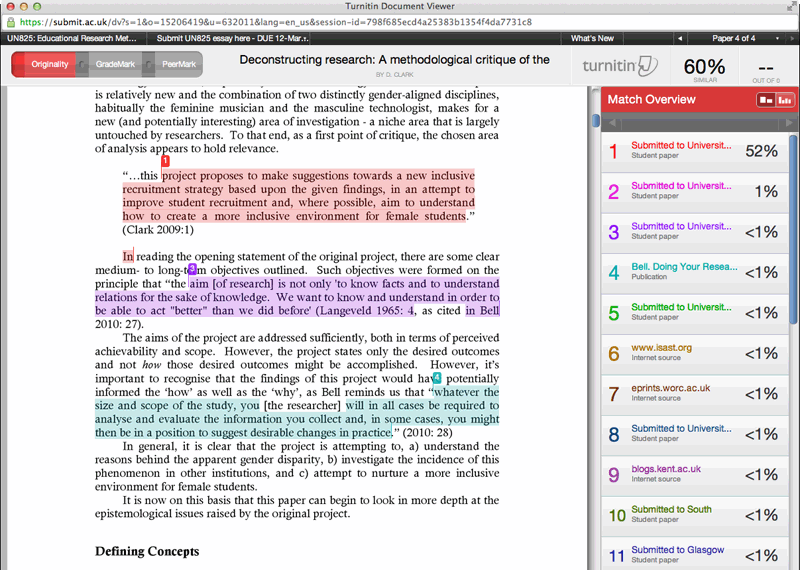 Turnitin Document Viewer
https://submit.ac.uk/dv?s=1&o=15206419&u=632011&lang=en_us&session-id=798f685ecd4a25383b1354f4da7731c8
UN825: Educational Research Met... Submit UN825 essay here - DUE 12-Mar... What's New Paper 4 of 4
Originality GradeMark PeerMark
Deconstructing research: A methodological critique of the
BY D. CLARK
turnitin
60%
SIMILAR
--
OUT OF 0
is relatively new and the combination of two distinctly gender-aligned disciplines,
habitually the feminine musician and the masculine technologist, makes for a
new (and potentially interesting) area of investigation - a niche area that is largely
untouched by researchers. To that end, as a first point of critique, the chosen area
of analysis appears to hold relevance.
1
“…this project proposes to make suggestions towards a new inclusive
recruitment strategy based upon the given findings, in an attempt to
improve student recruitment and, where possible, aim to understand
how to create a more inclusive environment for female students.”
(Clark 2009:1)
In reading the opening statement of the original project, there are some clear
medium- to long-term objectives outlined. Such objectives were formed on the
3
principle that “the aim [of research] is not only 'to know facts and to understand
relations for the sake of knowledge. We want to know and understand in order to
be able to act "better" than we did before' (Langeveld 1965: 4, as cited in Bell
2010: 27).
The aims of the project are addressed sufficiently, both in terms of perceived
achievability and scope. However, the project states only the desired outcomes
and not how those desired outcomes might be accomplished. However, it's
important to recognise that the findings of this project would have potentially
4
informed the ‘how’ as well as the ‘why’, as Bell reminds us that “whatever the
size and scope of the study, you [the researcher] will in all cases be required to
analyse and evaluate the information you collect and, in some cases, you might
then be in a position to suggest desirable changes in practice.” (2010: 28)
In general, it is clear that the project is attempting to, a) understand the
reasons behind the apparent gender disparity, b) investigate the incidence of this
phenomenon in other institutions, and c) attempt to nurture a more inclusive
environment for female students.
It is now on this basis that this paper can begin to look in more depth at the
epistemological issues raised by the original project.
Defining Concepts
Match Overview
1 Submitted to Universit... 52%
Student paper
2 Submitted to Universit... 1%
Student paper
3 Submitted to Universit... <1%
Student paper
4 Bell. Doing Your Resea... <1%
Publication
5 Submitted to Universit... <1%
Student paper
6 www.isast.org <1%
Internet source
7 eprints.worc.ac.uk <1%
Internet source
8 Submitted to Universit... <1%
Student paper
9 blogs.kent.ac.uk <1%
Internet source
10 Submitted to South <1%
Student paper
11 Submitted to Glasgow <1%
Student paper